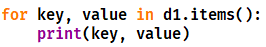 for key, value in d1.items():
    print(key, value)